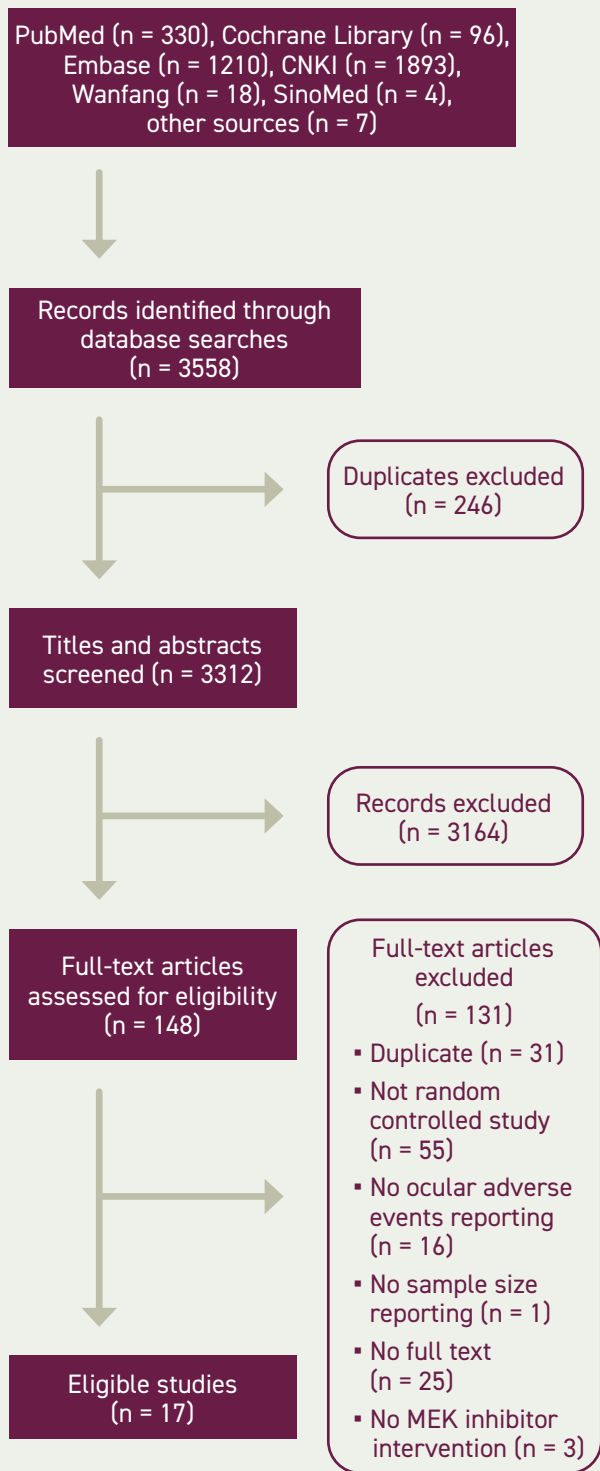 PubMed (n = 330), Cochrane Library (n = 96),
Embase (n = 1210), CNKI (n = 1893),
Wanfang (n = 18), SinoMed (n = 4),
other sources (n = 7)
Records identified through
database searches
(n = 3558)
Duplicates excluded
(n = 246)
Titles and abstracts
screened (n = 3312)
Records excluded
(n = 3164)
Full-text articles
assessed for eligibility
(n = 148)
Full-text articles
excluded
(n = 131)
▪ Duplicate (n = 31)
▪ Not random
controlled study
(n = 55)
▪ No ocular adverse
events reporting
(n = 16)
▪ No sample size
reporting (n = 1)
▪ No full text
(n = 25)
▪ No MEK inhibitor
intervention (n = 3)
Eligible studies
(n = 17)